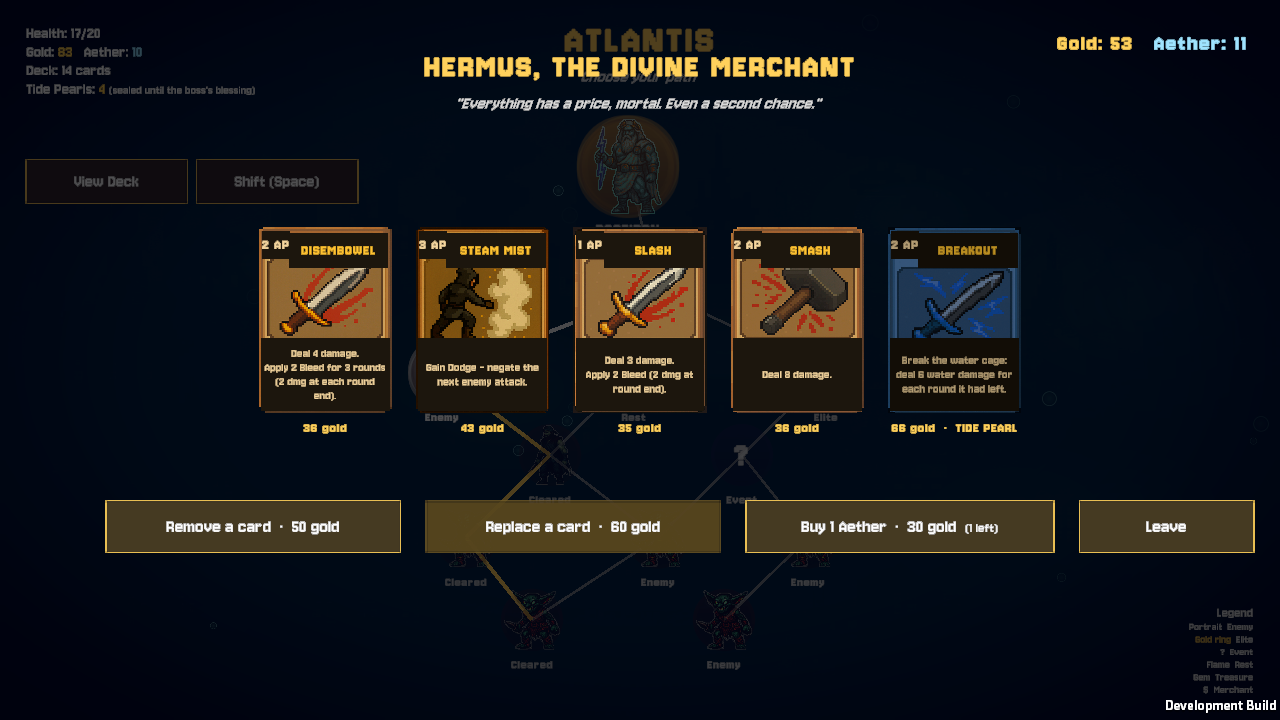 Health: 17/20
Gold: 83 Aether: 10
Deck: 14 cards
Tide Pearls: 4 (sealed until the boss's blessing)
ATLANTIS
choose your path
HERMUS, THE DIVINE MERCHANT
"Everything has a price, mortal. Even a second chance."
Gold: 53 Aether: 11
View Deck
Shift (Space)
2 AP DISEMBOWEL
Deal 4 damage.
Apply 2 Bleed for 3 rounds
(2 dmg at each round
end).
36 gold
3 AP STEAM MIST
Gain Dodge - negate the
next enemy attack.
43 gold
1 AP SLASH
Deal 3 damage.
Apply 2 Bleed (2 dmg at
round end).
35 gold
2 AP SMASH
Deal 8 damage.
36 gold
2 AP BREAKOUT
Break the water cage:
deal 6 water damage for
each round it had left.
66 gold · TIDE PEARL
Enemy
Rest
Elite
?
Cleared
Event
Remove a card · 50 gold
Replace a card · 60 gold
Buy 1 Aether · 30 gold (1 left)
Leave
Cleared
Enemy
Enemy
Cleared
Enemy
Legend
Portrait Enemy
Gold ring Elite
? Event
Flame Rest
Gem Treasure
$ Merchant
Development Build